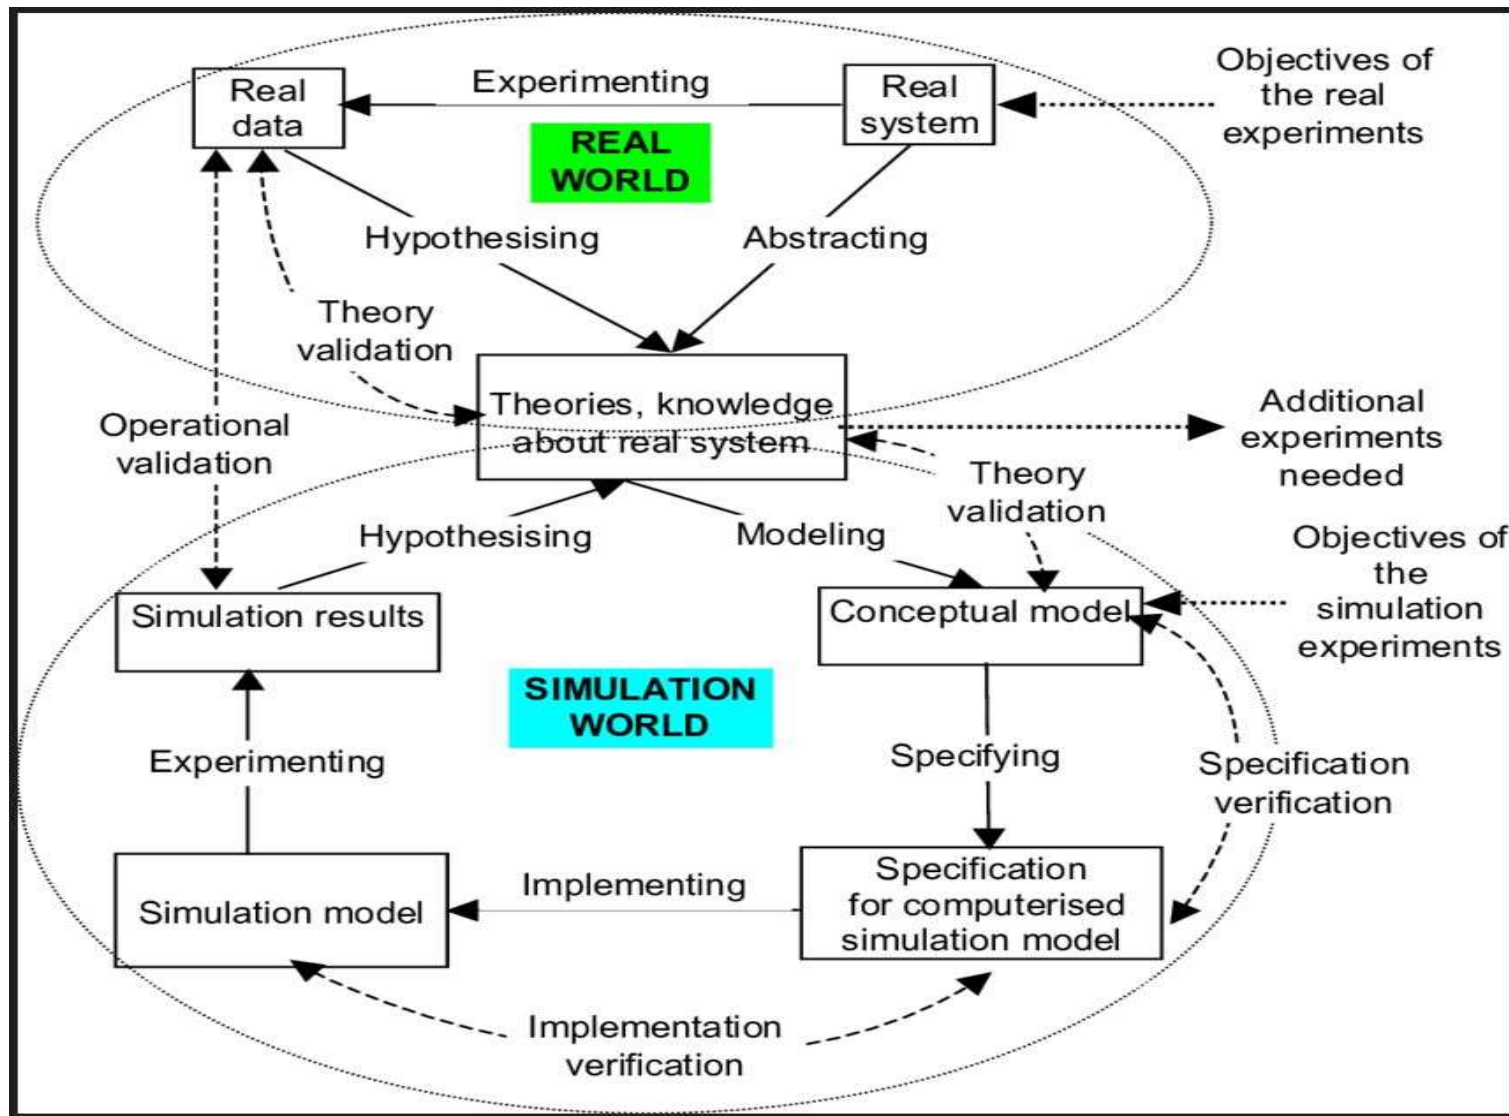 Real
data
Experimenting
Real
system
Objectives of
the real
experiments
REAL
WORLD
Hypothesising
Abstracting
Theory
validation
Theories, knowledge
about real system
Operational
validation
Additional
experiments
needed
Theory
validation
Hypothesising
Modeling
Objectives of
the
simulation
experiments
Simulation results
Conceptual model
SIMULATION
WORLD
Experimenting
Specifying
Specification
verification
Simulation model
Implementing
Specification
for computerised
simulation model
Implementation
verification